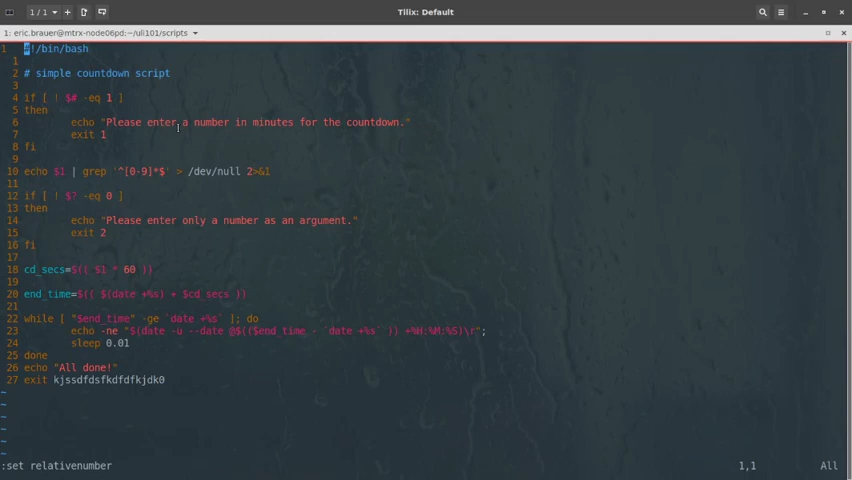 1 / 1
Tilix: Default
1: eric.brauer@mtrx-node06pd:~/uli101/scripts
1 #!/bin/bash
1
2 # simple countdown script
3
4 if [ ! $# -eq 1 ]
5 then
6 echo "Please enter a number in minutes for the countdown."
7 exit 1
8 fi
9
10 echo $1 | grep '^[0-9]*$' > /dev/null 2>&1
11
12 if [ ! $? -eq 0 ]
13 then
14 echo "Please enter only a number as an argument."
15 exit 2
16 fi
17
18 cd_secs=$(( $1 * 60 ))
19
20 end_time=$(( $(date +%s) + $cd_secs ))
21
22 while [ "$end_time" -ge `date +%s` ]; do
23 echo -ne "$(date -u --date @$(($end_time - `date +%s` )) +%H:%M:%S)\r";
24 sleep 0.01
25 done
26 echo "All done!"
27 exit kjssdfdsfkdfdfkjdk0
~
~
~
~
~
~
:set relativenumber 1,1 All